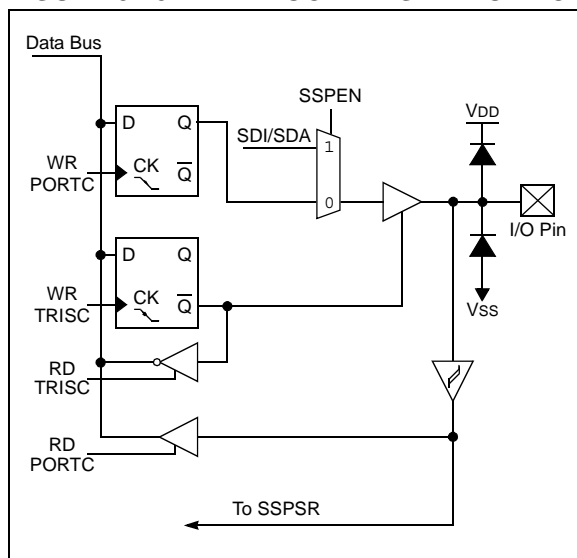 Data Bus
SSPEN
VDD
D Q
SDI/SDA
1
WR
PORTC
CK
Q
0
I/O Pin
D Q
WR
TRISC
CK
Q
VSS
RD
TRISC
RD
PORTC
To SSPSR